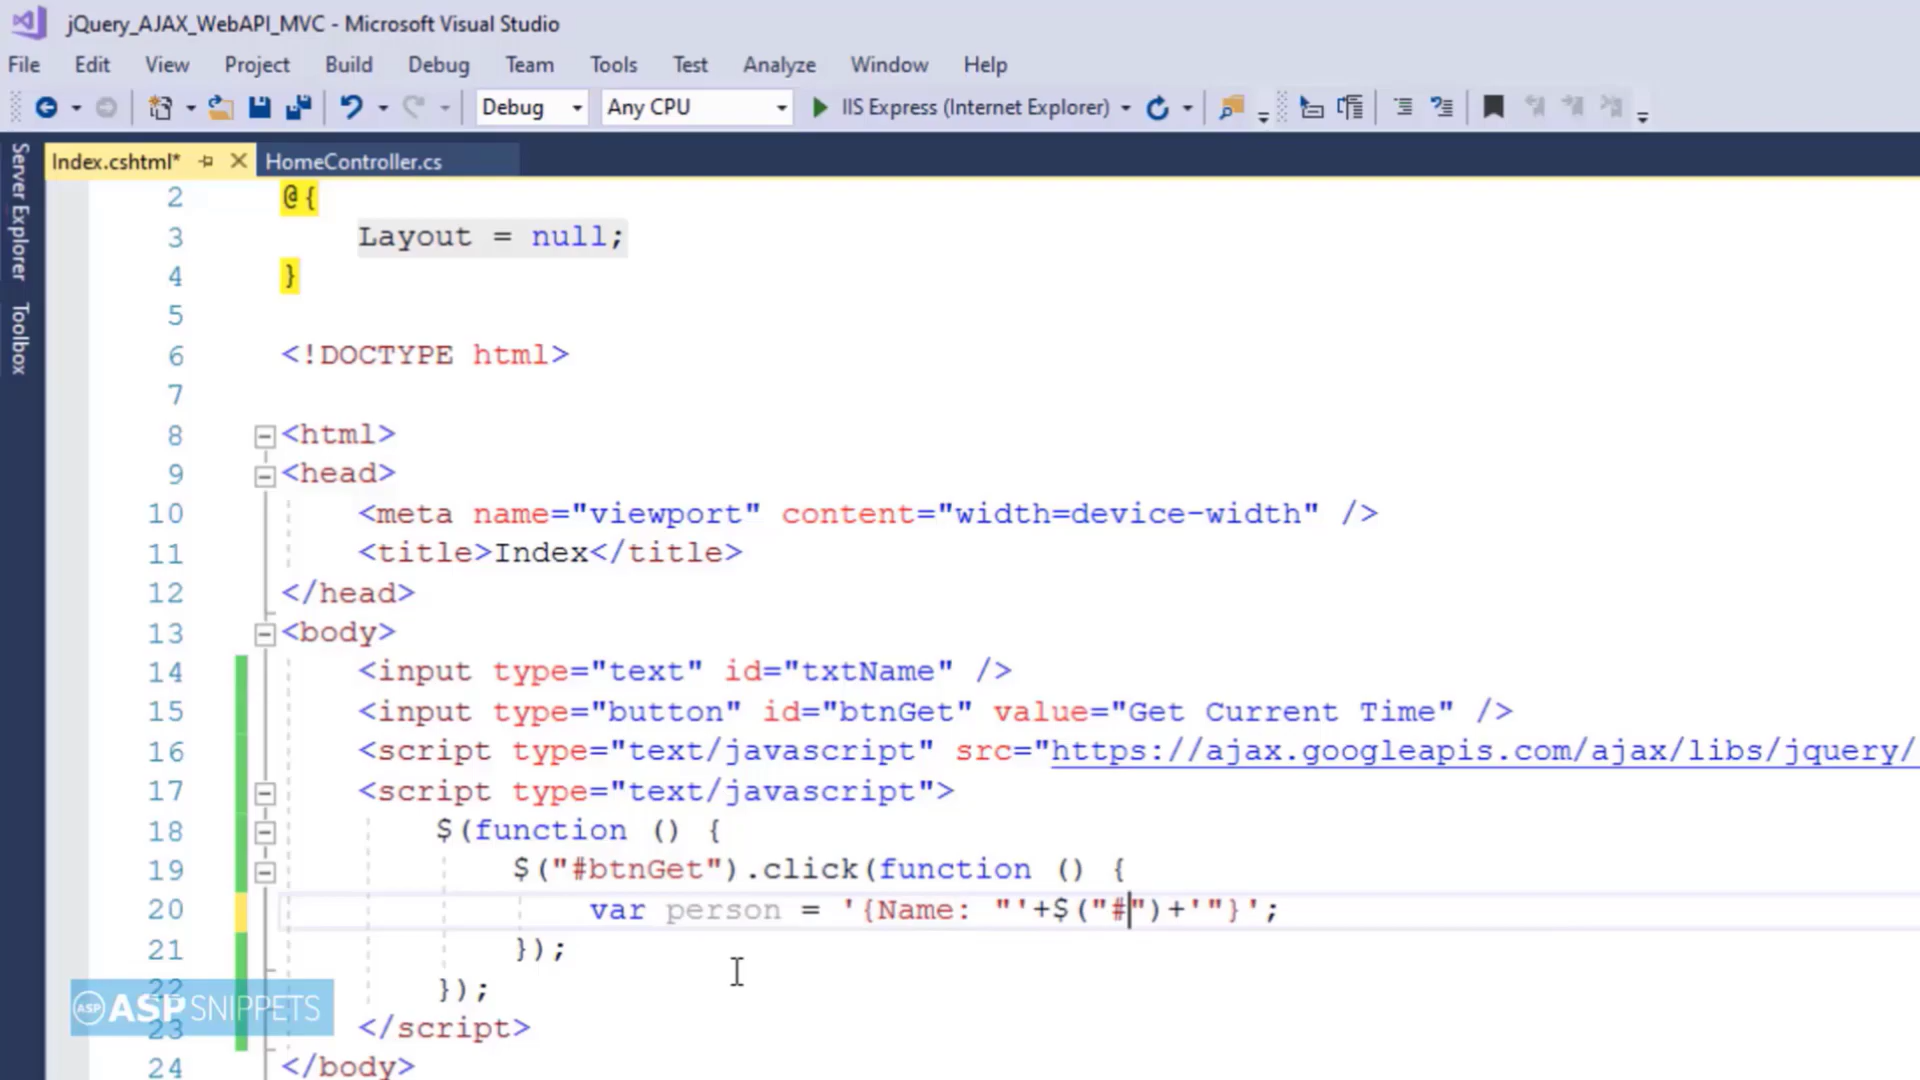 jQuery_AJAX_WebAPI_MVC - Microsoft Visual Studio
File Edit View Project Build Debug Team Tools Test Analyze Window Help
Debug Any CPU IIS Express (Internet Explorer)
Server Explorer
Toolbox
Index.cshtml* HomeController.cs
2 @{
3 Layout = null;
4 }
5
6 <!DOCTYPE html>
7
8 <html>
9 <head>
10 <meta name="viewport" content="width=device-width" />
11 <title>Index</title>
12 </head>
13 <body>
14 <input type="text" id="txtName" />
15 <input type="button" id="btnGet" value="Get Current Time" />
16 <script type="text/javascript" src="https://ajax.googleapis.com/ajax/libs/jquery/
17 <script type="text/javascript">
18 $(function () {
19 $("#btnGet").click(function () {
20 var person = '{Name: "'+$("#")+'"}';
21 });
22 });
23 </script>
24 </body>
ASP ASPSNIPPETS